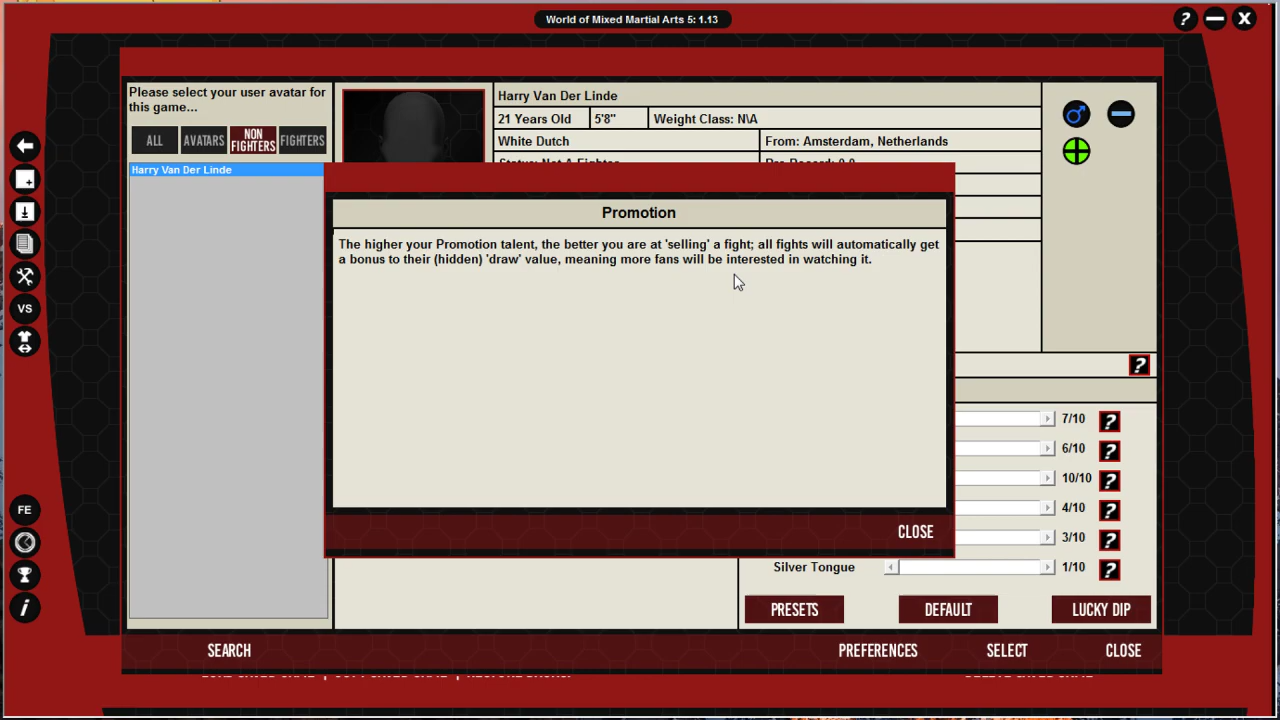 World of Mixed Martial Arts 5: 1.13
?
X
Please select your user avatar for
this game...
ALL
AVATARS
NON
FIGHTERS
FIGHTERS
Harry Van Der Linde
Harry Van Der Linde
21 Years Old
5'8"
Weight Class: N\A
White Dutch
From: Amsterdam, Netherlands
Promotion
The higher your Promotion talent, the better you are at 'selling' a fight; all fights will automatically get
a bonus to their (hidden) 'draw' value, meaning more fans will be interested in watching it.
CLOSE
?
7/10 ?
6/10 ?
10/10 ?
4/10 ?
3/10 ?
Silver Tongue 1/10 ?
PRESETS
DEFAULT
LUCKY DIP
SEARCH
PREFERENCES
SELECT
CLOSE
VS
FE
i